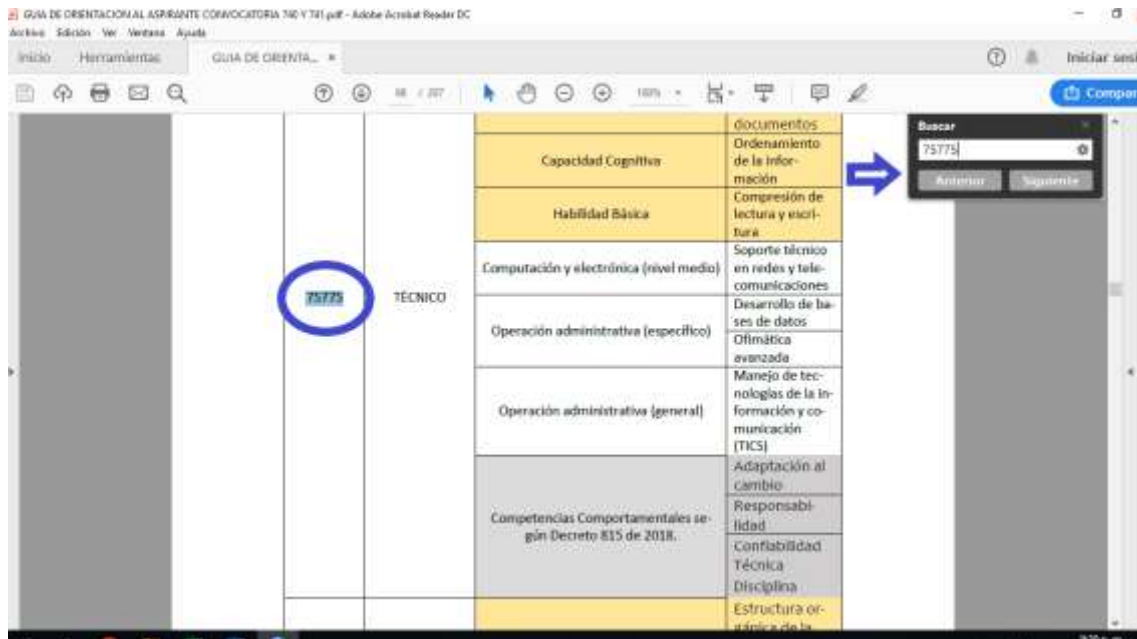 GUIA DE ORIENTACION AL ASPIRANTE CONVOCATORIA 740 Y 741.pdf - Adobe Acrobat Reader DC
Archivo Edición Ver Ventana Ayuda
Inicio Herramientas GUIA DE ORIENTA... × Iniciar sesi
/ 207 Compar
documentos
Buscar
75775
Anterior Siguiente
Capacidad Cognitiva
Ordenamiento
de la infor-
mación
Habilidad Básica
Compresión de
lectura y escri-
tura
75775
TÉCNICO
Computación y electrónica (nivel medio)
Soporte técnico
en redes y tele-
comunicaciones
Operación administrativa (específico)
Desarrollo de ba-
ses de datos
Ofimática
avanzada
Operación administrativa (general)
Manejo de tec-
nologías de la in-
formación y co-
municación
(TICS)
Competencias Comportamentales se-
gún Decreto 815 de 2018.
Adaptación al
cambio
Responsabi-
lidad
Confiabilidad
Técnica
Disciplina
Estructura or-
gánica de la